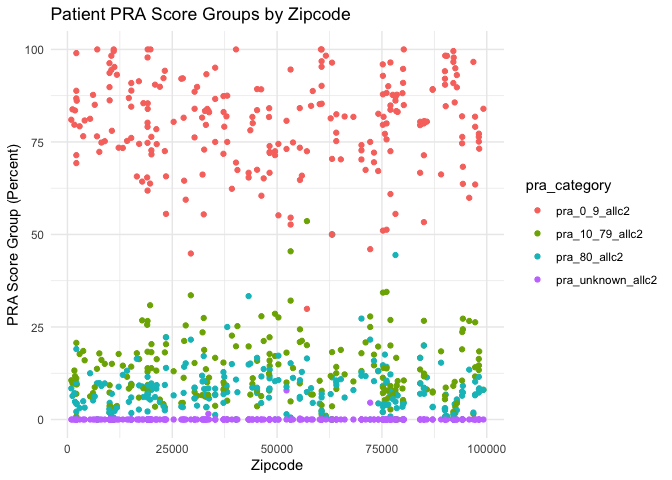 Patient PRA Score Groups by Zipcode
PRA Score Group (Percent)
100
75
50
25
0
0
25000
50000
75000
100000
Zipcode
pra_category
pra_0_9_allc2
pra_10_79_allc2
pra_80_allc2
pra_unknown_allc2